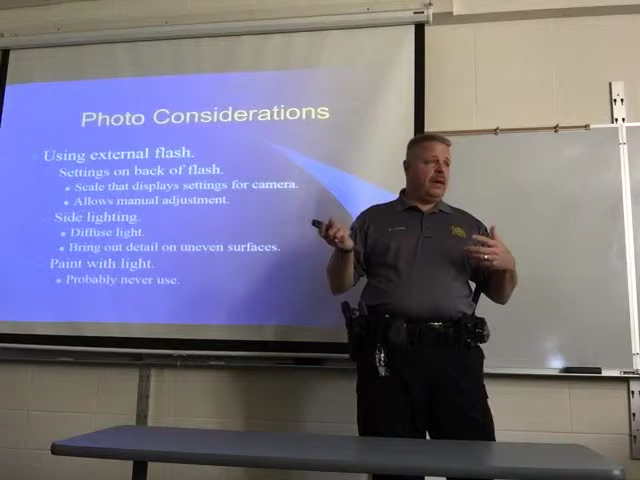 Photo Considerations
Using external flash.
Settings on back of flash.
Scale that displays settings for camera.
Allows manual adjustment.
Side lighting.
Diffuse light.
Bring out detail on uneven surfaces.
Paint with light.
Probably never use.